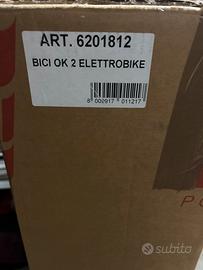 ART. 6201812
BICI OK 2 ELETTROBIKE
8 002917 011217
subito